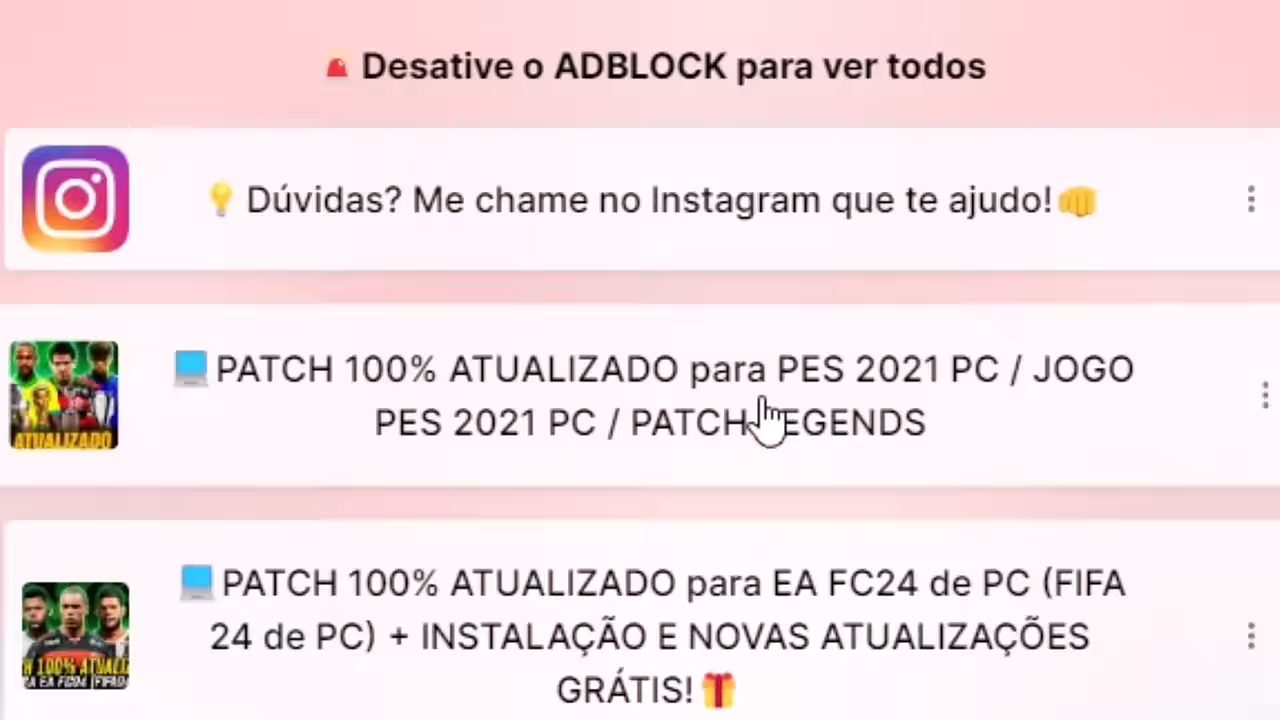 🚨 Desative o ADBLOCK para ver todos
💡 Dúvidas? Me chame no Instagram que te ajudo!👊
💻PATCH 100% ATUALIZADO para PES 2021 PC / JOGO
PES 2021 PC / PATCH LEGENDS
ATUALIZADO
💻PATCH 100% ATUALIZADO para EA FC24 de PC (FIFA
24 de PC) + INSTALAÇÃO E NOVAS ATUALIZAÇÕES
GRÁTIS!🎁